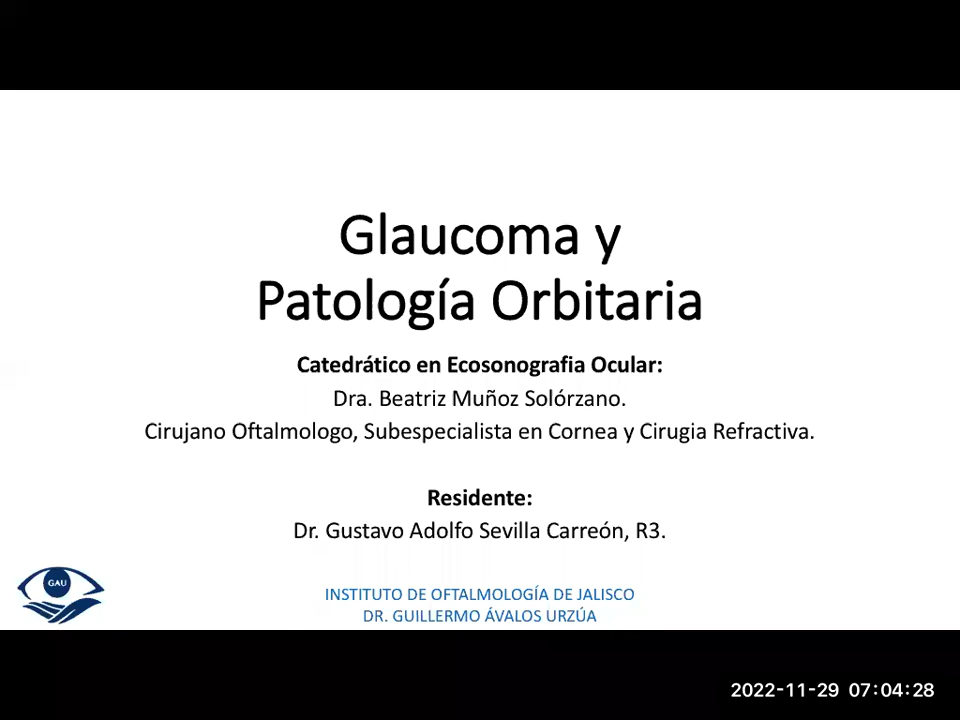 Glaucoma y
Patología Orbitaria
Catedrático en Ecosonografia Ocular:
Dra. Beatriz Muñoz Solórzano.
Cirujano Oftalmologo, Subespecialista en Cornea y Cirugia Refractiva.
Residente:
Dr. Gustavo Adolfo Sevilla Carreón, R3.
GAU
INSTITUTO DE OFTALMOLOGÍA DE JALISCO
DR. GUILLERMO ÁVALOS URZÚA
2022-11-29 07:04:28